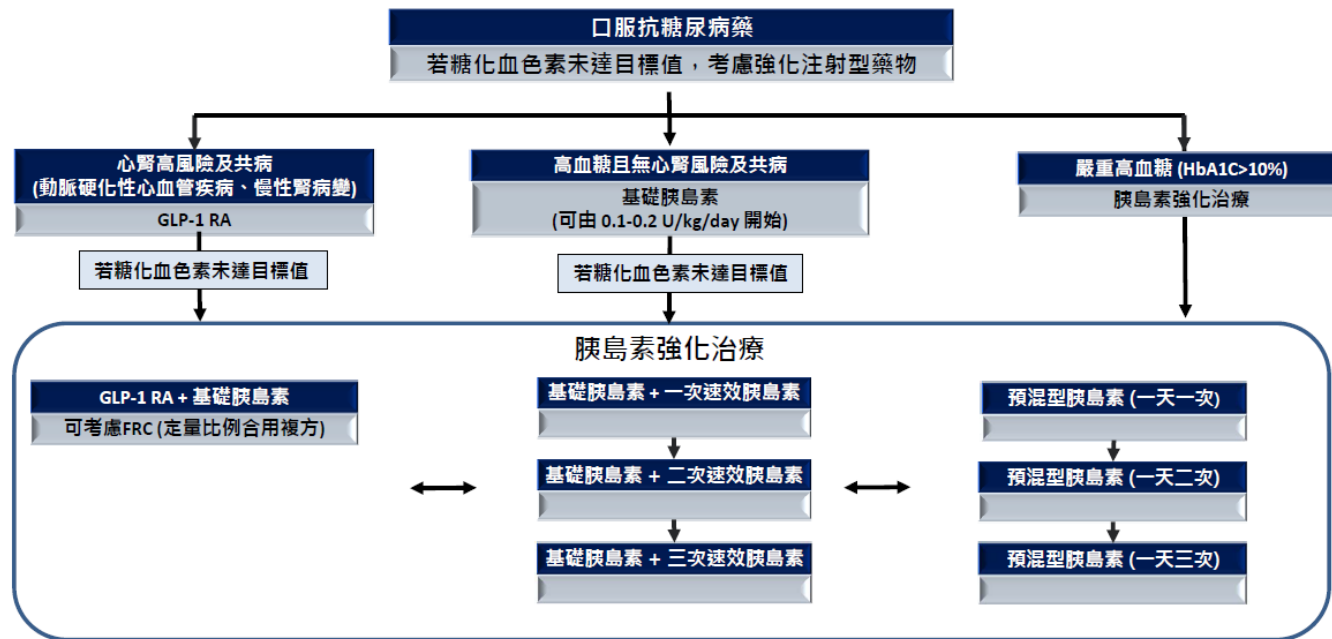 口服抗糖尿病藥
若糖化血色素未達目標值，考慮強化注射型藥物
心腎高風險及共病
(動脈硬化性心血管疾病、慢性腎病變)
GLP-1 RA
若糖化血色素未達目標值
高血糖且無心腎風險及共病
基礎胰島素
(可由 0.1-0.2 U/kg/day 開始)
若糖化血色素未達目標值
嚴重高血糖 (HbA1C>10%)
胰島素強化治療
胰島素強化治療
GLP-1 RA + 基礎胰島素
可考慮FRC (定量比例合用複方)
基礎胰島素 + 一次速效胰島素
基礎胰島素 + 二次速效胰島素
基礎胰島素 + 三次速效胰島素
預混型胰島素 (一天一次)
預混型胰島素 (一天二次)
預混型胰島素 (一天三次)